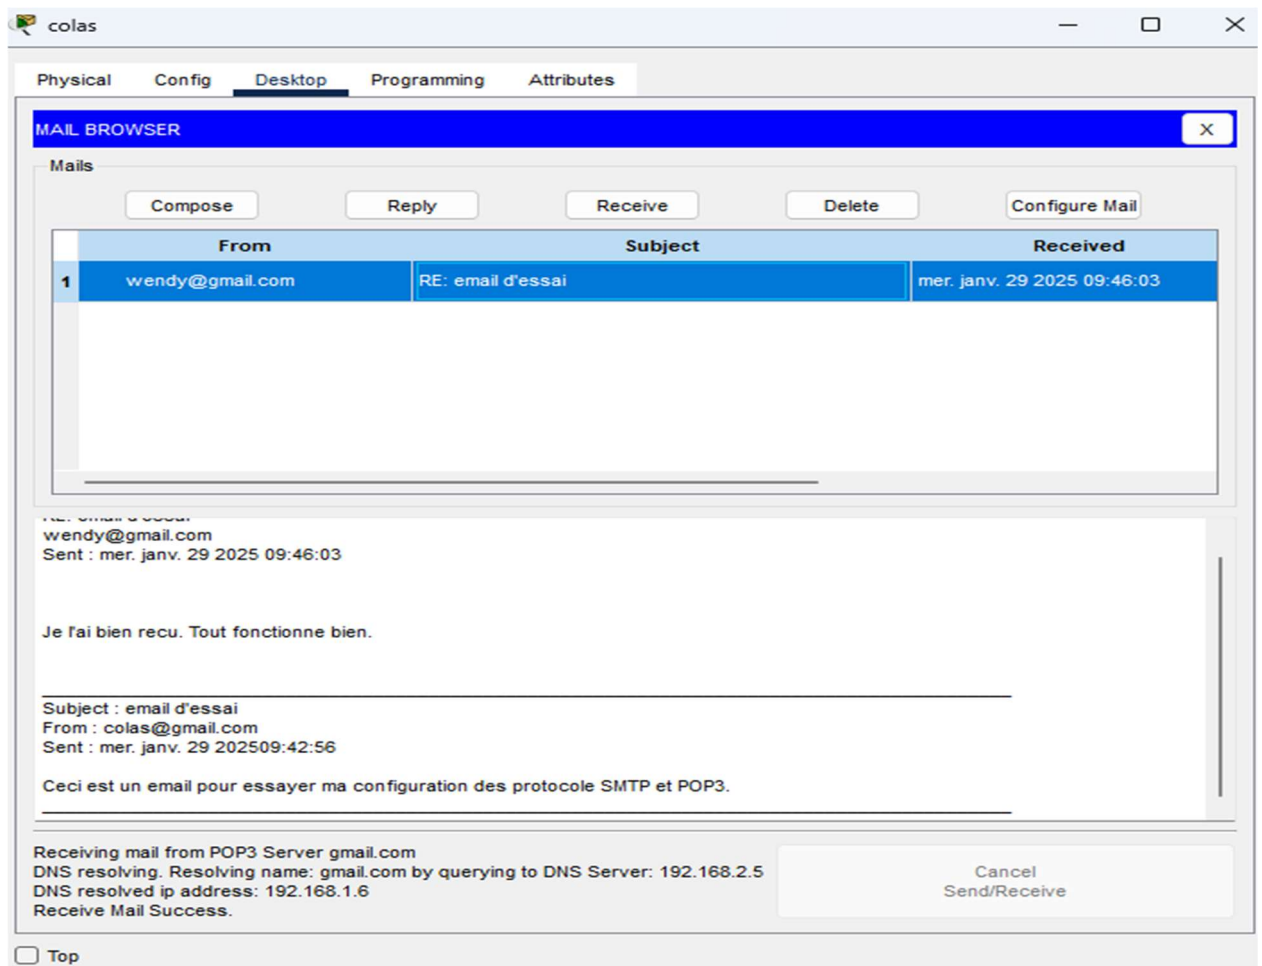 colas
Physical Config Desktop Programming Attributes
MAIL BROWSER
X
Mails
Compose Reply Receive Delete Configure Mail
From Subject Received
1 wendy@gmail.com RE: email d'essai mer. janv. 29 2025 09:46:03
RE: email d'essai
wendy@gmail.com
Sent : mer. janv. 29 2025 09:46:03
Je l'ai bien recu. Tout fonctionne bien.
Subject : email d'essai
From : colas@gmail.com
Sent : mer. janv. 29 202509:42:56
Ceci est un email pour essayer ma configuration des protocole SMTP et POP3.
Receiving mail from POP3 Server gmail.com
DNS resolving. Resolving name: gmail.com by querying to DNS Server: 192.168.2.5
DNS resolved ip address: 192.168.1.6
Receive Mail Success.
Cancel
Send/Receive
Top